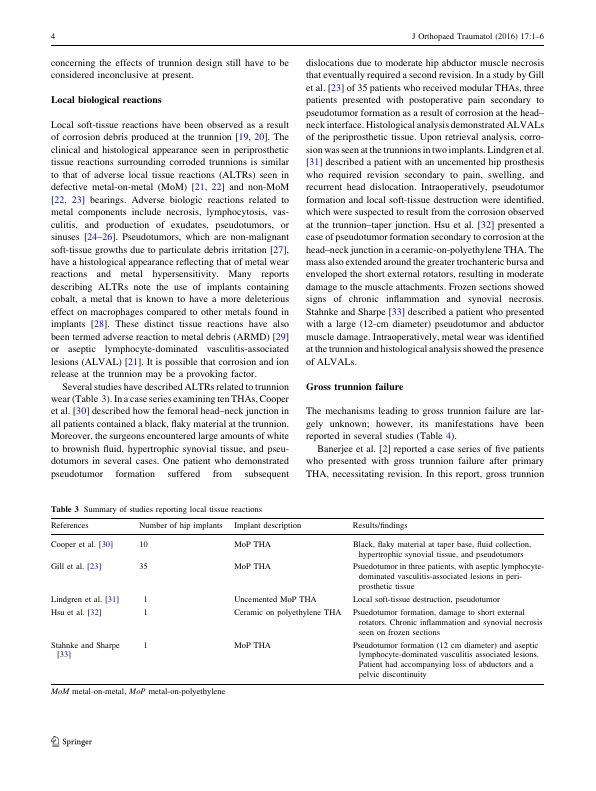 4
J Orthopaed Traumatol (2016) 17:1–6
concerning the effects of trunnion design still have to be
considered inconclusive at present.
Local biological reactions
Local soft-tissue reactions have been observed as a result
of corrosion debris produced at the trunnion [19, 20]. The
clinical and histological appearance seen in periprosthetic
tissue reactions surrounding corroded trunnions is similar
to that of adverse local tissue reactions (ALTRs) seen in
defective metal-on-metal (MoM) [21, 22] and non-MoM
[22, 23] bearings. Adverse biologic reactions related to
metal components include necrosis, lymphocytosis, vas-
culitis, and production of exudates, pseudotumors, or
sinuses [24–26]. Pseudotumors, which are non-malignant
soft-tissue growths due to particulate debris irritation [27],
have a histological appearance reflecting that of metal wear
reactions and metal hypersensitivity. Many reports
describing ALTRs note the use of implants containing
cobalt, a metal that is known to have a more deleterious
effect on macrophages compared to other metals found in
implants [28]. These distinct tissue reactions have also
been termed adverse reaction to metal debris (ARMD) [29]
or aseptic lymphocyte-dominated vasculitis-associated
lesions (ALVAL) [21]. It is possible that corrosion and ion
release at the trunnion may be a provoking factor.
Several studies have described ALTRs related to trunnion
wear (Table 3). In a case series examining ten THAs, Cooper
et al. [30] described how the femoral head–neck junction in
all patients contained a black, flaky material at the trunnion.
Moreover, the surgeons encountered large amounts of white
to brownish fluid, hypertrophic synovial tissue, and pseu-
dotumors in several cases. One patient who demonstrated
pseudotumor formation suffered from subsequent
dislocations due to moderate hip abductor muscle necrosis
that eventually required a second revision. In a study by Gill
et al. [23] of 35 patients who received modular THAs, three
patients presented with postoperative pain secondary to
pseudotumor formation as a result of corrosion at the head–
neck interface. Histological analysis demonstrated ALVALs
of the periprosthetic tissue. Upon retrieval analysis, corro-
sion was seen at the trunnions in two implants. Lindgren et al.
[31] described a patient with an uncemented hip prosthesis
who required revision secondary to pain, swelling, and
recurrent head dislocation. Intraoperatively, pseudotumor
formation and local soft-tissue destruction were identified,
which were suspected to result from the corrosion observed
at the trunnion–taper junction. Hsu et al. [32] presented a
case of pseudotumor formation secondary to corrosion at the
head–neck junction in a ceramic-on-polyethylene THA. The
mass also extended around the greater trochanteric bursa and
enveloped the short external rotators, resulting in moderate
damage to the muscle attachments. Frozen sections showed
signs of chronic inflammation and synovial necrosis.
Stahnke and Sharpe [33] described a patient who presented
with a large (12-cm diameter) pseudotumor and abductor
muscle damage. Intraoperatively, metal wear was identified
at the trunnion and histological analysis showed the presence
of ALVALs.
Gross trunnion failure
The mechanisms leading to gross trunnion failure are lar-
gely unknown; however, its manifestations have been
reported in several studies (Table 4).
Banerjee et al. [2] reported a case series of five patients
who presented with gross trunnion failure after primary
THA, necessitating revision. In this report, gross trunnion
Table 3 Summary of studies reporting local tissue reactions
References Number of hip implants Implant description Results/findings
Cooper et al. [30] 10 MoP THA Black, flaky material at taper base, fluid collection,
hypertrophic synovial tissue, and pseudotumors
Gill et al. [23] 35 MoP THA Psuedotumor in three patients, with aseptic lymphocyte-
dominated vasculitis-associated lesions in peri-
prosthetic tissue
Lindgren et al. [31] 1 Uncemented MoP THA Local soft-tissue destruction, pseudotumor
Hsu et al. [32] 1 Ceramic on polyethylene THA Psuedotumor formation, damage to short external
rotators. Chronic inflammation and synovial necrosis
seen on frozen sections
Stahnke and Sharpe 1 MoP THA Pseudotumor formation (12 cm diameter) and aseptic
[33] lymphocyte-dominated vasculitis associated lesions.
Patient had accompanying loss of abductors and a
pelvic discontinuity
MoM metal-on-metal, MoP metal-on-polyethylene
Springer